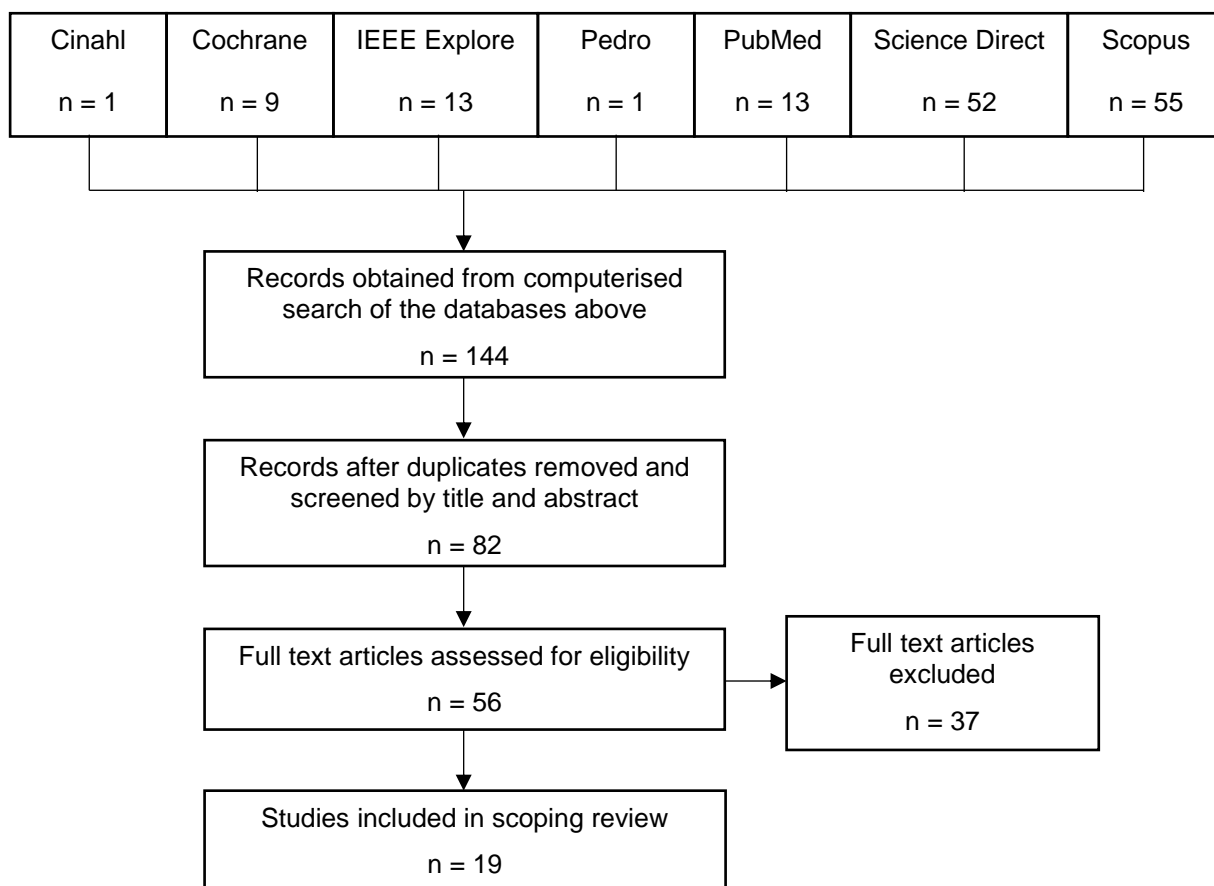 Cinahl
n = 1
Cochrane
n = 9
IEEE Explore
n = 13
Pedro
n = 1
PubMed
n = 13
Science Direct
n = 52
Scopus
n = 55
Records obtained from computerised
search of the databases above
n = 144
Records after duplicates removed and
screened by title and abstract
n = 82
Full text articles assessed for eligibility
n = 56
Full text articles
excluded
n = 37
Studies included in scoping review
n = 19